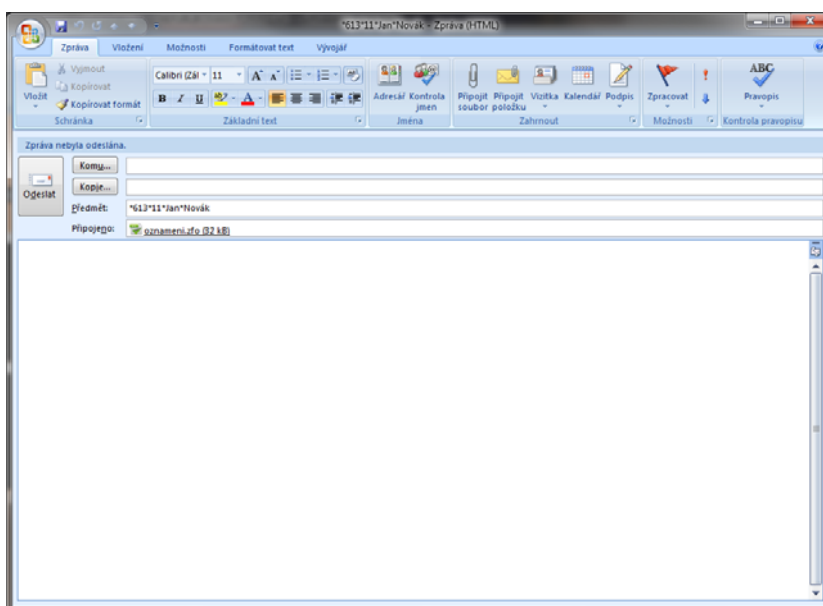 *613*11*Jan*Novák - Zpráva (HTML)
Zpráva Vložení Možnosti Formátovat text Vývojář
Vložit
Vyjmout
Kopírovat
Kopírovat formát
Schránka
Calibri (Zál 11
B I U
Základní text
Adresář Kontrola jmen
Jména
Připojit soubor Připojit položku Vizitka Kalendář Podpis
Zahrnout
Zpracovat
Možnosti
ABC
Pravopis
Kontrola pravopisu
Zpráva nebyla odeslána.
Odeslat
Komu...
Kopie...
Předmět: *613*11*Jan*Novák
Připojeno: oznameni.zfo (32 kB)